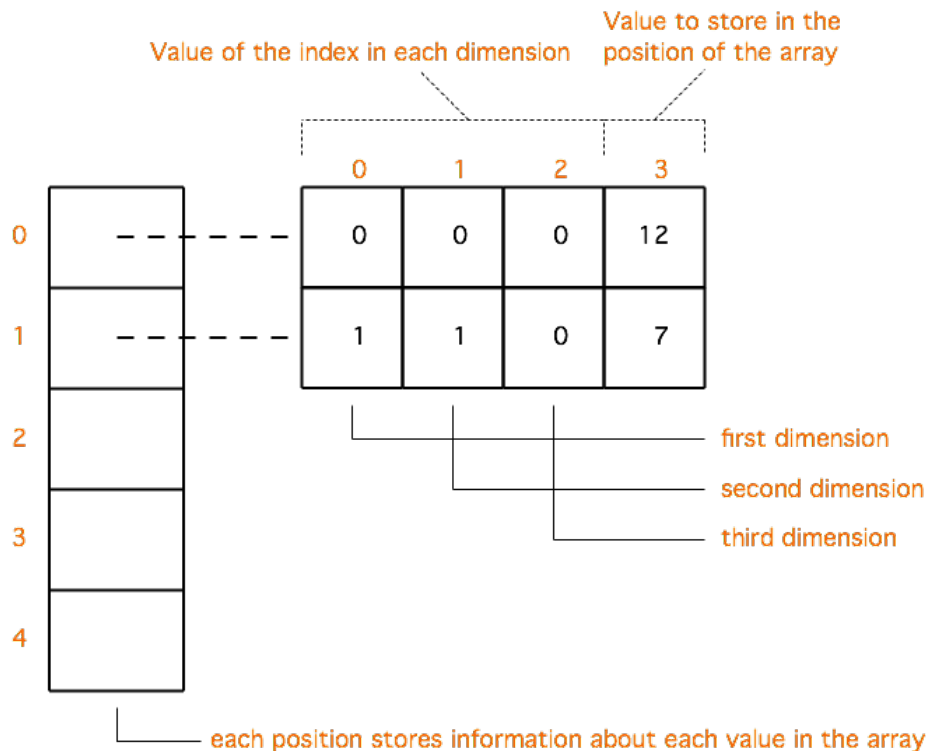 Value to store in the
Value of the index in each dimension
position of the array
0 1 2 3
0 0 0 0 12
1 1 1 0 7
2
first dimension
second dimension
3
third dimension
4
each position stores information about each value in the array